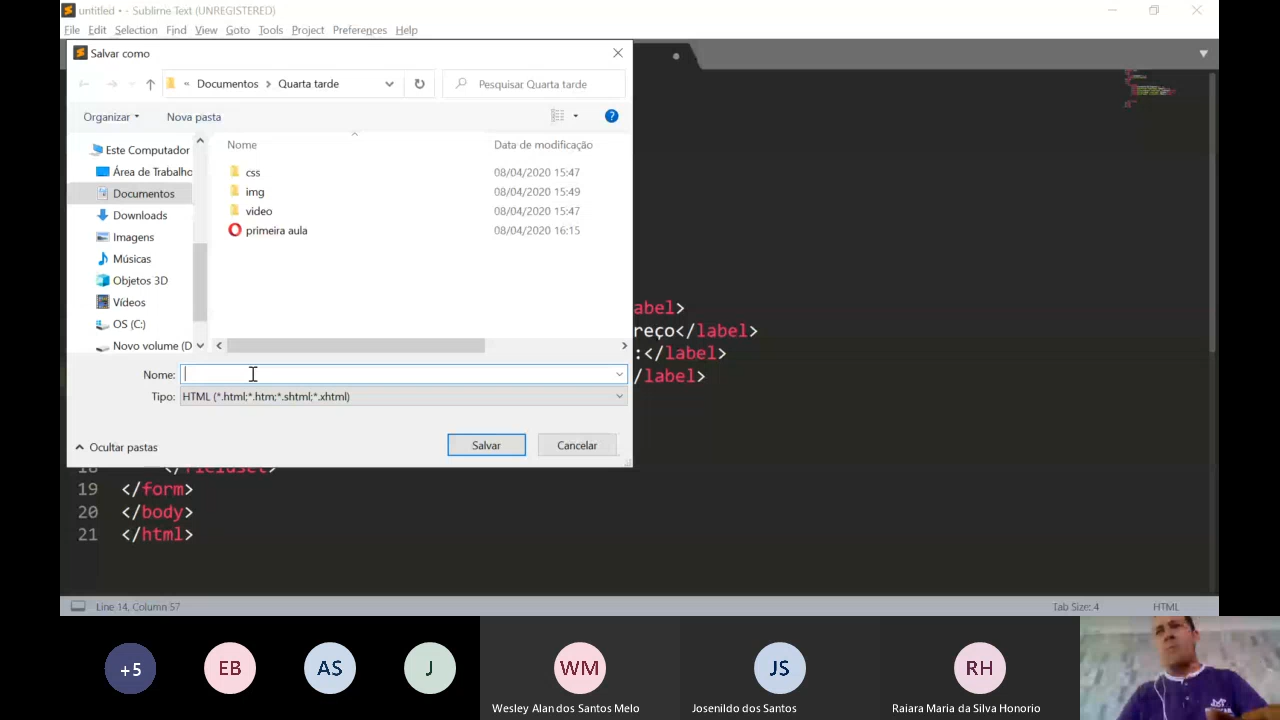 untitled • - Sublime Text (UNREGISTERED)
File Edit Selection Find View Goto Tools Project Preferences Help
Salvar como
« Documentos > Quarta tarde
Pesquisar Quarta tarde
Organizar
Nova pasta
Nome
Data de modificação
Este Computador
Área de Trabalho
Documentos
Downloads
Imagens
Músicas
Objetos 3D
Vídeos
OS (C:)
Novo volume (D
css 08/04/2020 15:47
img 08/04/2020 15:49
video 08/04/2020 15:47
primeira aula 08/04/2020 16:15
Nome:
Tipo: HTML (*.html;*.htm;*.shtml;*.xhtml)
Ocultar pastas
Salvar
Cancelar
abel>
reço</label>
:</label>
/label>
18 </fieldset>
19 </form>
20 </body>
21 </html>
Line 14, Column 57
Tab Size: 4
HTML
+5
EB
AS
J
WM
JS
RH
Wesley Alan dos Santos Melo
Josenildo dos Santos
Raiara Maria da Silva Honorio